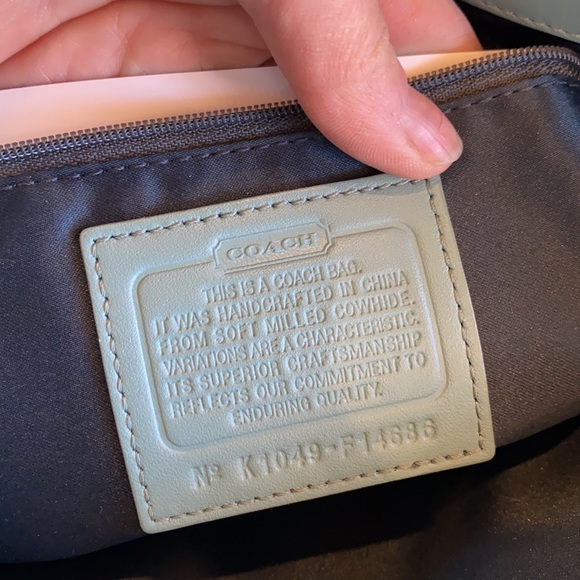 COACH
THIS IS A COACH BAG.
IT WAS HANDCRAFTED IN CHINA
FROM SOFT MILLED COWHIDE.
VARIATIONS ARE A CHARACTERISTIC.
ITS SUPERIOR CRAFTSMANSHIP
REFLECTS OUR COMMITMENT TO
ENDURING QUALITY.
Nº K1049-F14686